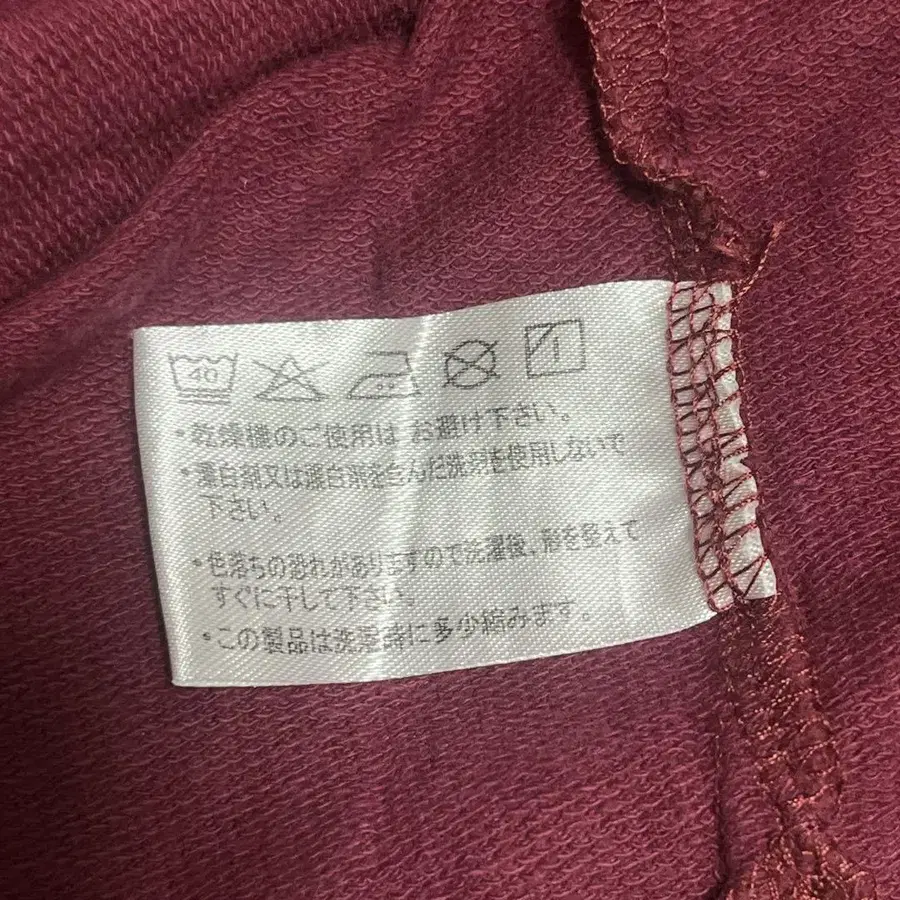 40
・乾燥機のご使用は お避け下さい。
・漂白剤又は漂白剤を含んだ洗剤を使用しないで
下さい。
・色落ちの恐れがありますので洗濯後、形を整えて
すぐに干して下さい。
・この製品は洗濯時に多少縮みます。